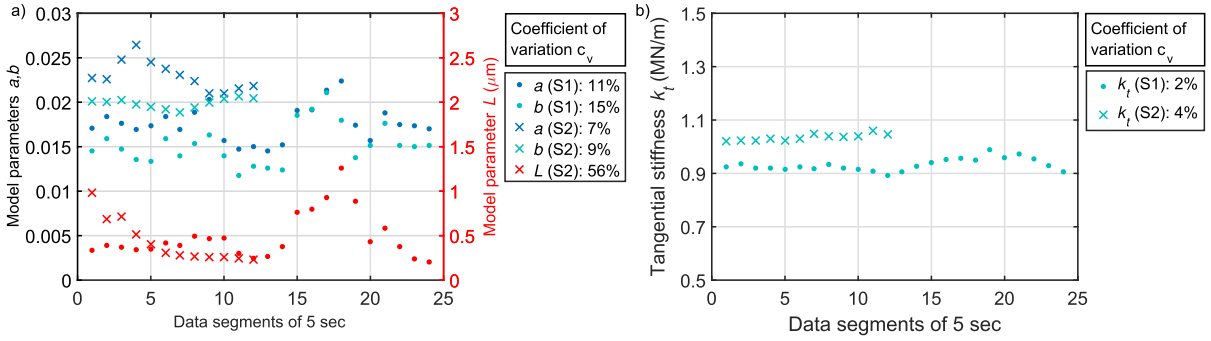 a)
Model parameters a,b
0.03
0.025
0.02
0.015
0.01
0.005
0
0
5
10
15
20
25
Data segments of 5 sec
3
2.5
2
1.5
1
0.5
0
Model parameter L (μm)
Coefficient of
variation c_v
a (S1): 11%
b (S1): 15%
a (S2): 7%
b (S2): 9%
L (S2): 56%
b)
Tangential stiffness k_t (MN/m)
1.5
1.3
1.1
0.9
0.7
0.5
0
5
10
15
20
25
Data segments of 5 sec
Coefficient of
variation c_v
k_t (S1): 2%
k_t (S2): 4%